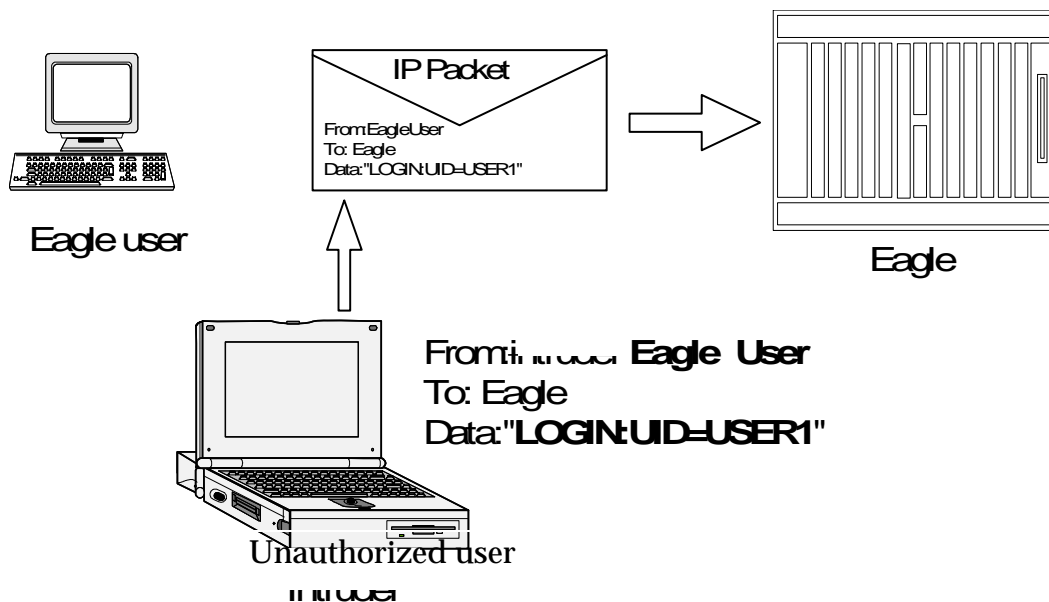 IP Packet
From:EagleUser
To: Eagle
Data:"LOGIN:UID=USER1"
Eagle user
Eagle
From: Eagle User
To: Eagle
Data:"LOGIN:UID=USER1"
Unauthorized user